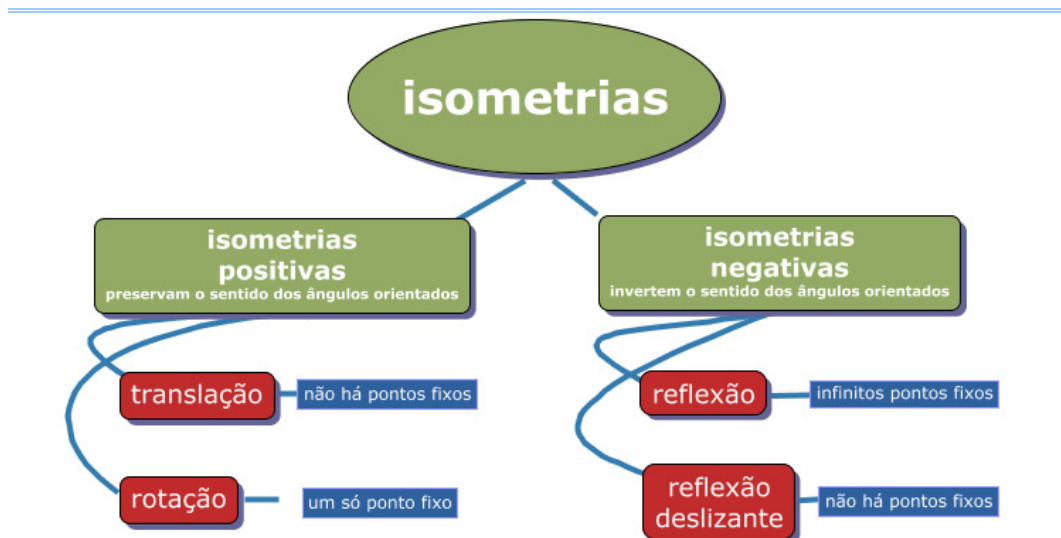 isometrias
isometrias
positivas
preservam o sentido dos ângulos orientados
isometrias
negativas
invertem o sentido dos ângulos orientados
translação
não há pontos fixos
reflexão
infinitos pontos fixos
rotação
um só ponto fixo
reflexão
deslizante
não há pontos fixos